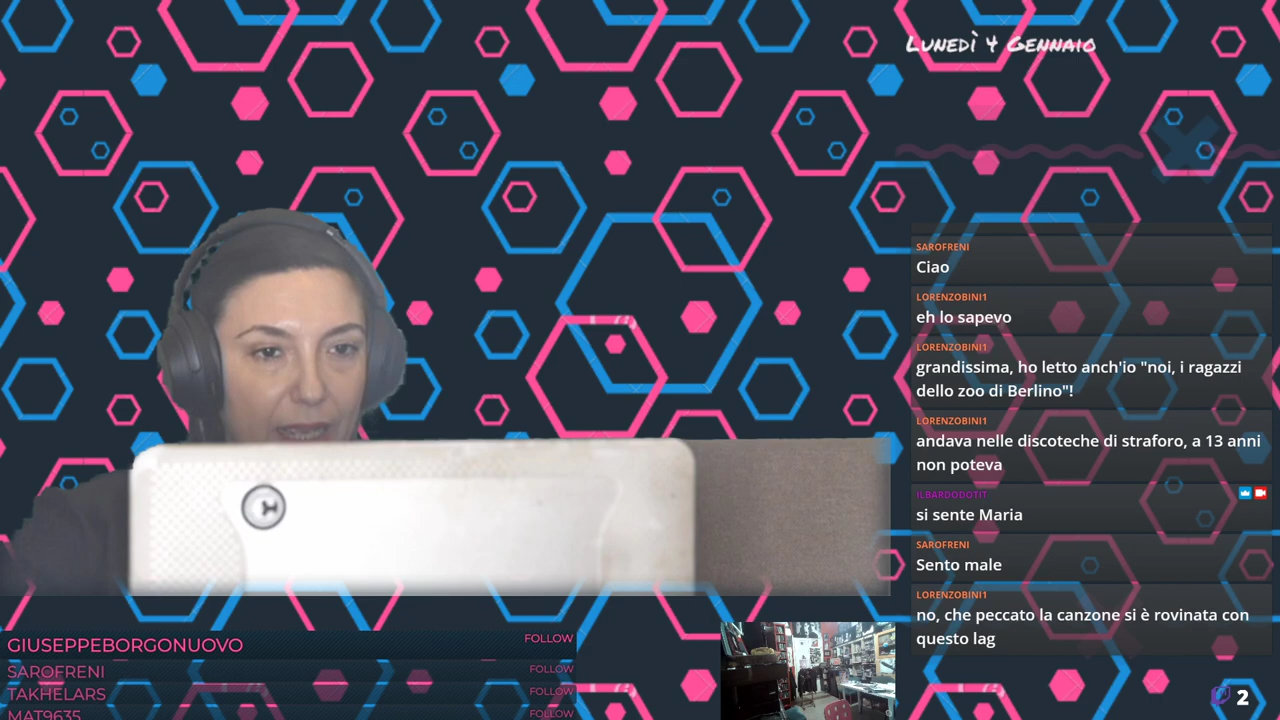 Lunedì 4 Gennaio
SAROFRENI
Ciao
LORENZOBINI1
eh lo sapevo
LORENZOBINI1
grandissima, ho letto anch'io "noi, i ragazzi
dello zoo di Berlino"!
LORENZOBINI1
andava nelle discoteche di straforo, a 13 anni
non poteva
ILBARDODOTIT
si sente Maria
SAROFRENI
Sento male
LORENZOBINI1
no, che peccato la canzone si è rovinata con
questo lag
GIUSEPPEBORGONUOVO FOLLOW
SAROFRENI FOLLOW
TAKHELARS FOLLOW
MAT9635 FOLLOW
2